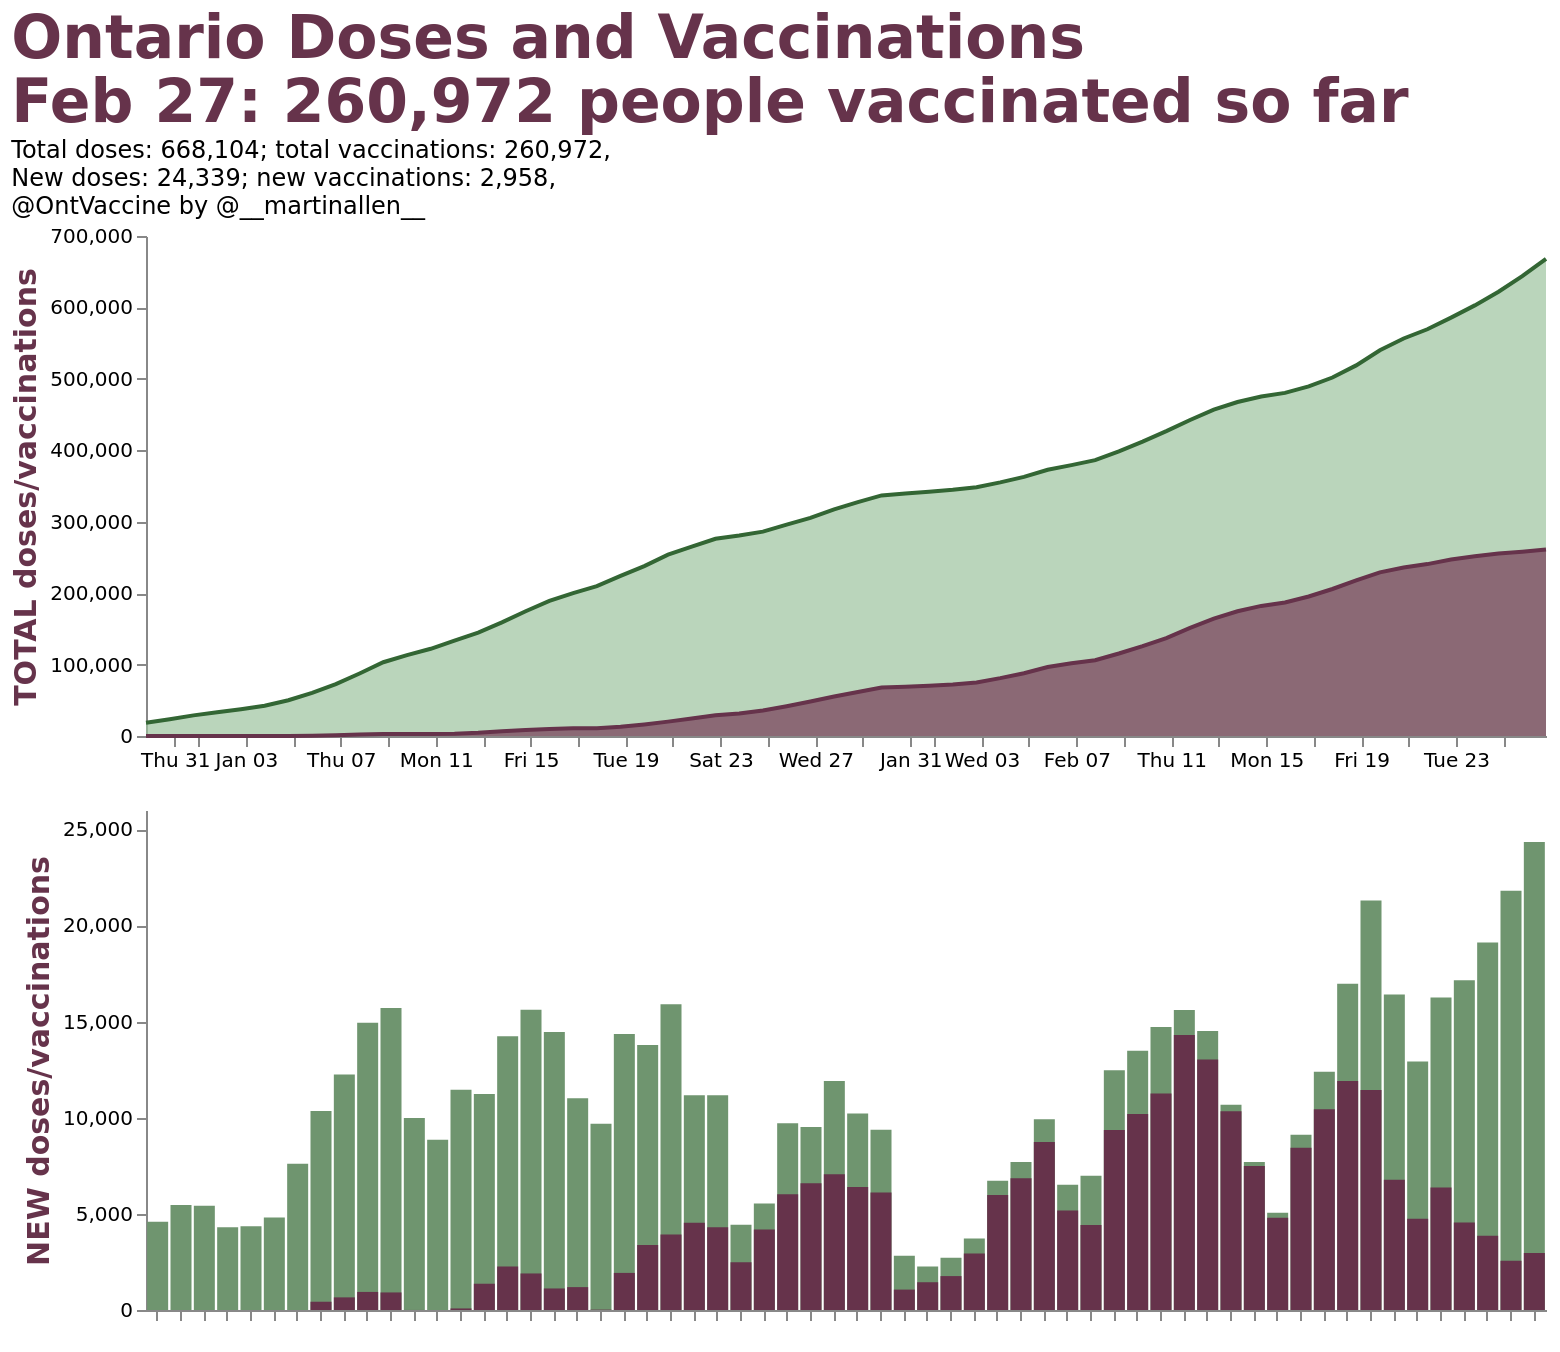 Ontario Doses and Vaccinations
Feb 27: 260,972 people vaccinated so far
Total doses: 668,104; total vaccinations: 260,972,
New doses: 24,339; new vaccinations: 2,958,
@OntVaccine by @__martinallen__
TOTAL doses/vaccinations
700,000
600,000
500,000
400,000
300,000
200,000
100,000
0
Thu 31 Jan 03 Thu 07 Mon 11 Fri 15 Tue 19 Sat 23 Wed 27 Jan 31 Wed 03 Feb 07 Thu 11 Mon 15 Fri 19 Tue 23
NEW doses/vaccinations
25,000
20,000
15,000
10,000
5,000
0